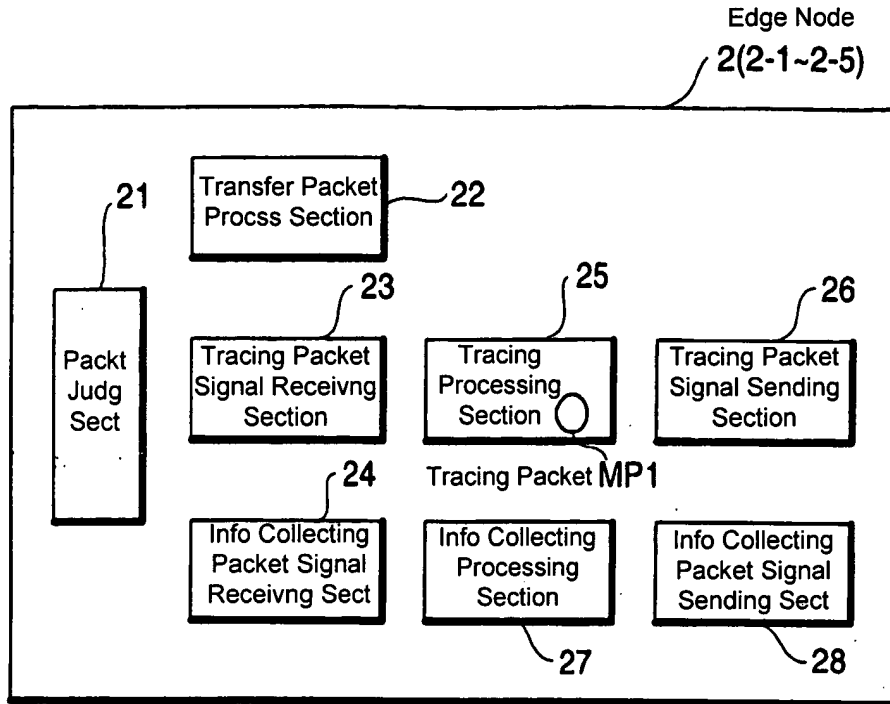 Edge Node
2(2-1~2-5)
21
Transfer Packet
Procss Section
22
23
25
26
Packt
Judg
Sect
Tracing Packet
Signal Receivng
Section
Tracing
Processing
Section
Tracing Packet
Signal Sending
Section
Tracing Packet MP1
24
Info Collecting
Packet Signal
Receivng Sect
Info Collecting
Processing
Section
Info Collecting
Packet Signal
Sending Sect
27
28